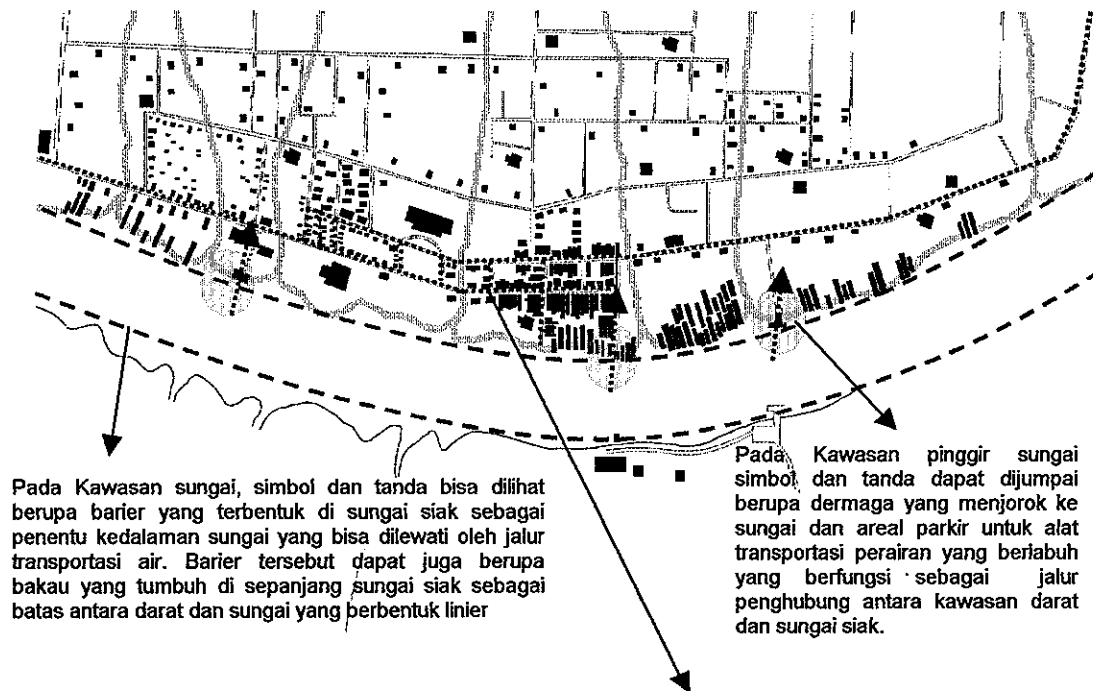 Pada Kawasan sungai, simbol dan tanda bisa dilihat
berupa barier yang terbentuk di sungai siak sebagai
penentu kedalaman sungai yang bisa dilewati oleh jalur
transportasi air. Barier tersebut dapat juga berupa
bakau yang tumbuh di sepanjang sungai siak sebagai
batas antara darat dan sungai yang berbentuk linier
Pada Kawasan pinggir sungai
simbol dan tanda dapat dijumpai
berupa dermaga yang menjorok ke
sungai dan areal parkir untuk alat
transportasi perairan yang berlabuh
yang berfungsi sebagai jalur
penghubung antara kawasan darat
dan sungai siak.